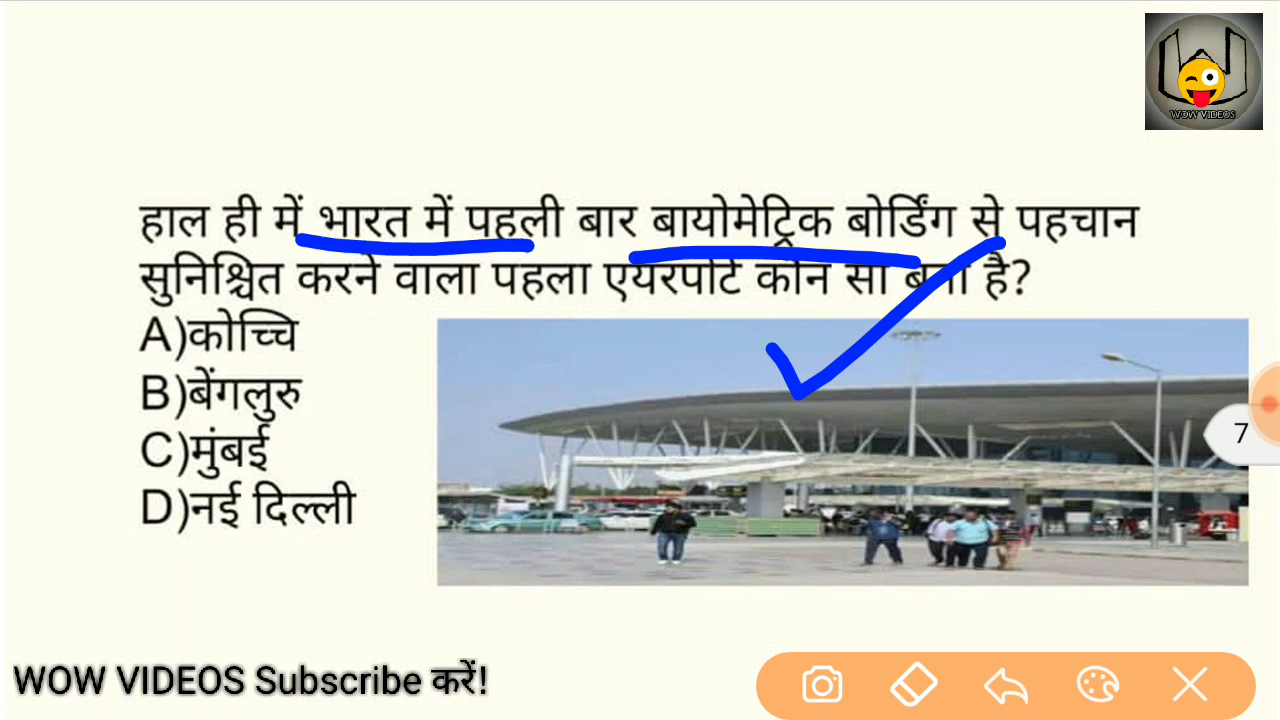 WOW VIDEOS
हाल ही में भारत में पहली बार बायोमेट्रिक बोर्डिंग से पहचान
सुनिश्चित करने वाला पहला एयरपोर्ट कौन सा बना है?
A)कोच्चि
B)बेंगलुरु
C)मुंबई
D)नई दिल्ली
7
WOW VIDEOS Subscribe करें!